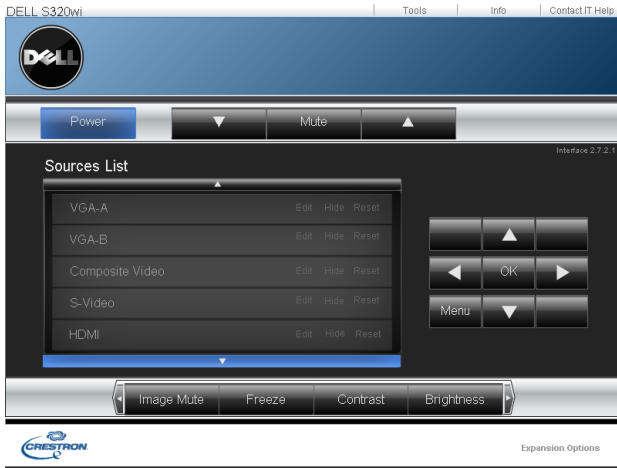 DELL S320wi
Tools Info Contact IT Help
DELL
Power Mute
Interface 2.7.2.1
Sources List
VGA-A Edit Hide Reset
VGA-B Edit Hide Reset
Composite Video Edit Hide Reset
S-Video Edit Hide Reset
HDMI Edit Hide Reset
OK
Menu
Image Mute Freeze Contrast Brightness
CRESTRON
Expansion Options